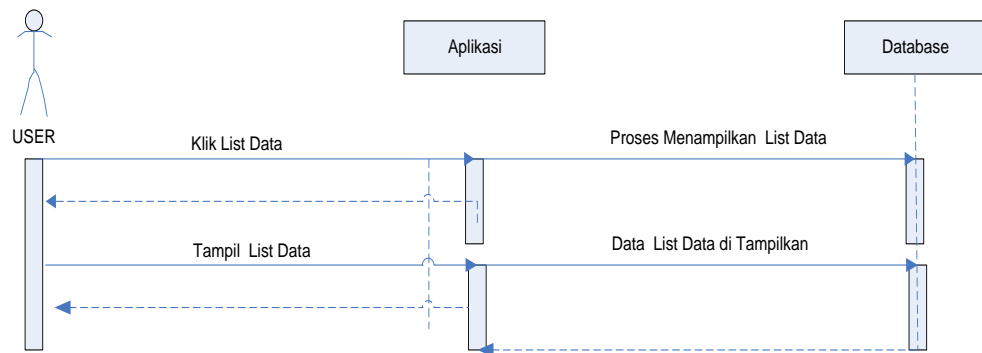 Aplikasi
Database
USER
Klik List Data
Proses Menampilkan List Data
Tampil List Data
Data List Data di Tampilkan